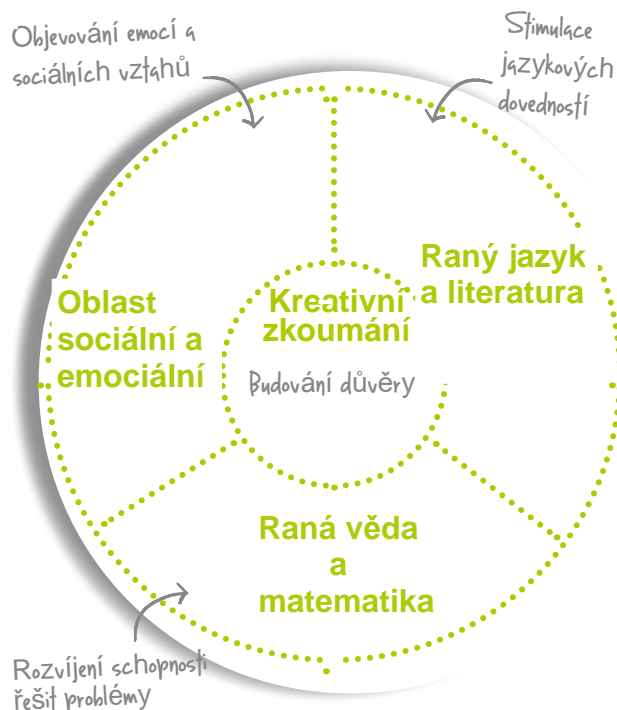 Objevování emocí a
sociálních vztahů
Stimulace
jazykových
dovedností
Raný jazyk
a literatura
Oblast
sociální a
emociální
Kreativní
zkoumání
Budování důvěry
Raná věda
a
matematika
Rozvíjení schopnosti
řešit problémy